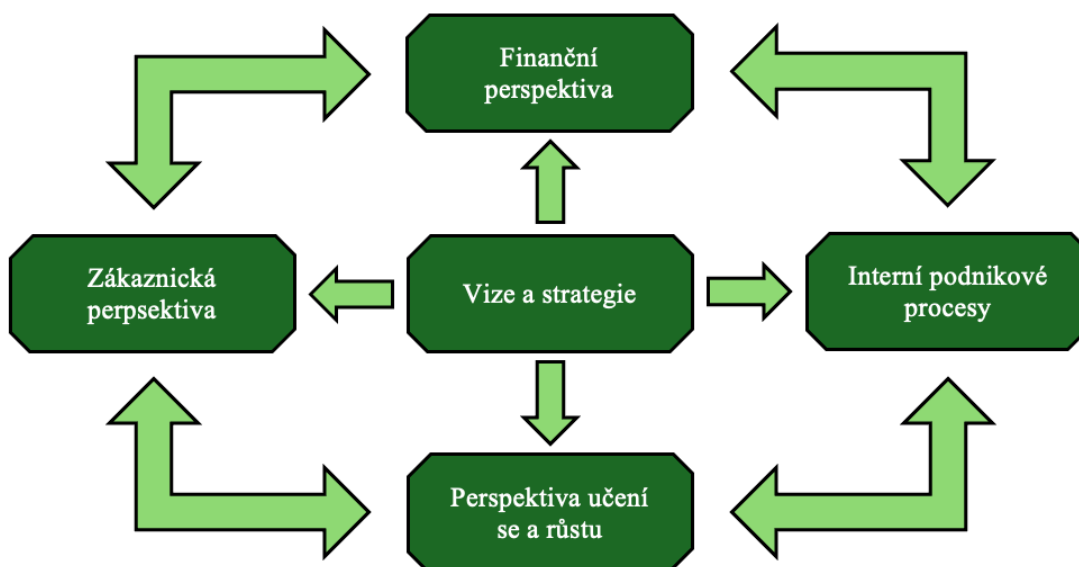 Finanční
perspektiva
Zákaznická
perpsektiva
Vize a strategie
Interní podnikové
procesy
Perspektiva učení
se a růstu